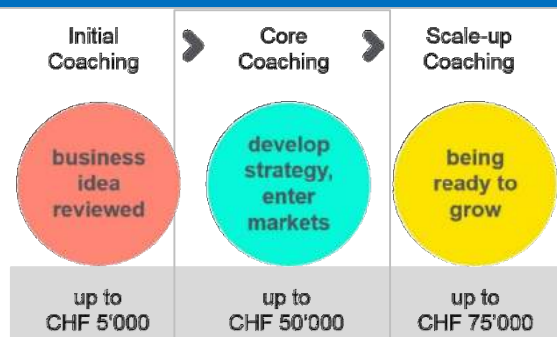 Initial
Coaching
Core
Coaching
Scale-up
Coaching
business
idea
reviewed
develop
strategy,
enter
markets
being
ready to
grow
up to
CHF 5'000
up to
CHF 50'000
up to
CHF 75'000